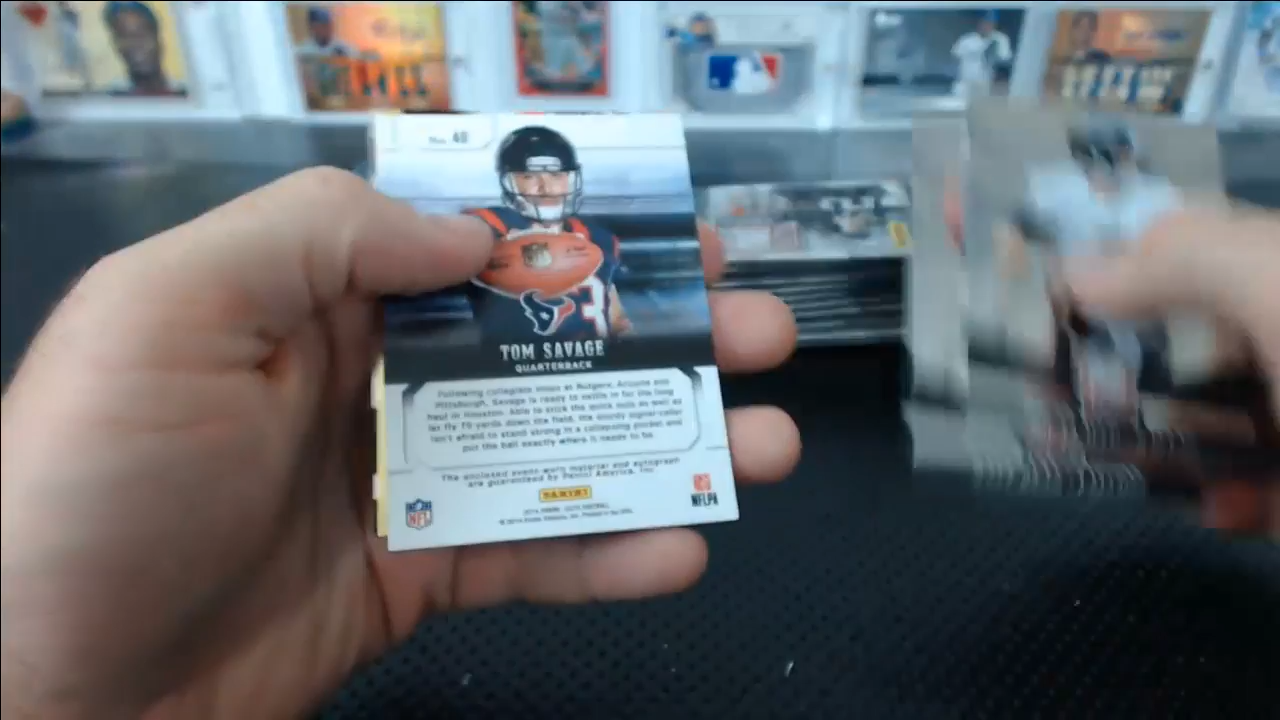 No. 40
TOM SAVAGE
QUARTERBACK
Following collegiate stops at Rutgers, Arizona and
Pittsburgh, Savage is ready to settle in for the long
haul in Houston. Able to stick the quick outs as well as
let fly 70 yards down the field, the sturdy signal-caller
isn't afraid to stand strong in a collapsing pocket and
put the ball exactly where it needs to be.
The enclosed event-worn material and autograph
are guaranteed by Panini America, Inc.
PANINI
NFL
NFLPA